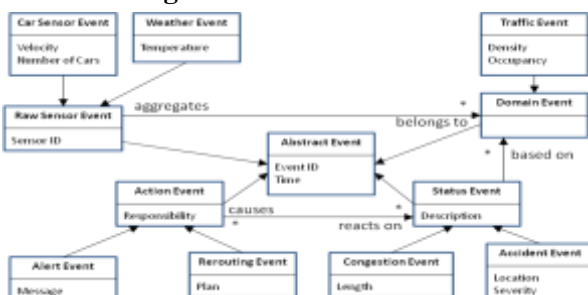 Car Sensor Event
Velocity
Number of Cars
Weather Event
Temperature
Traffic Event
Density
Occupancy
Raw Sensor Event
Sensor ID
aggregates
*
belongs to
Domain Event
Abstract Event
Event ID
Time
*
based on
Action Event
Responsibility
causes
*
*
reacts on
Status Event
Description
Alert Event
Message
Rerouting Event
Plan
Congestion Event
Length
Accident Event
Location
Severity